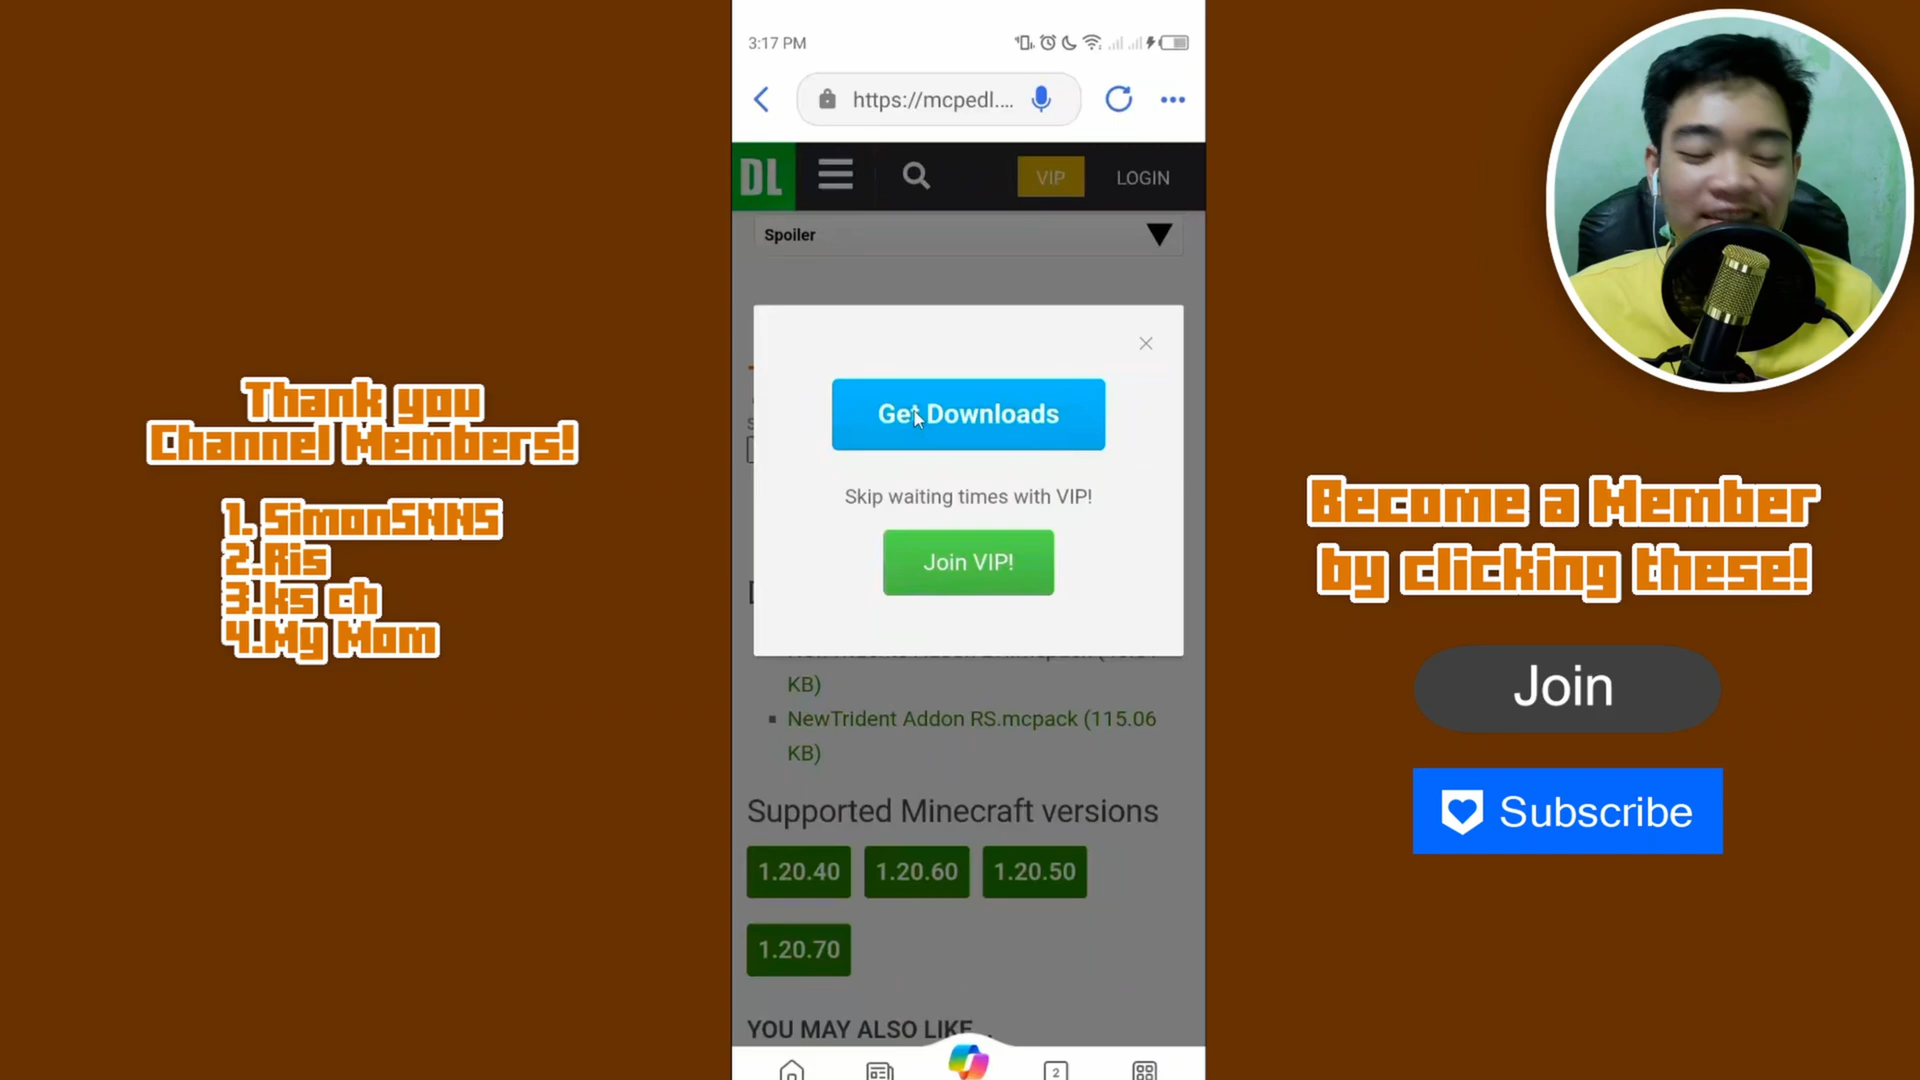 3:17 PM
https://mcpedl....
DL
VIP
LOGIN
Spoiler
Get Downloads
Skip waiting times with VIP!
Join VIP!
KB)
NewTrident Addon RS.mcpack (115.06
KB)
Supported Minecraft versions
1.20.40
1.20.60
1.20.50
1.20.70
YOU MAY ALSO LIKE...
2
Thank you
Channel Members!
1. SimonSNNS
2.Ris
3.ks ch
4.My Mom
Become a Member
by clicking these!
Join
Subscribe